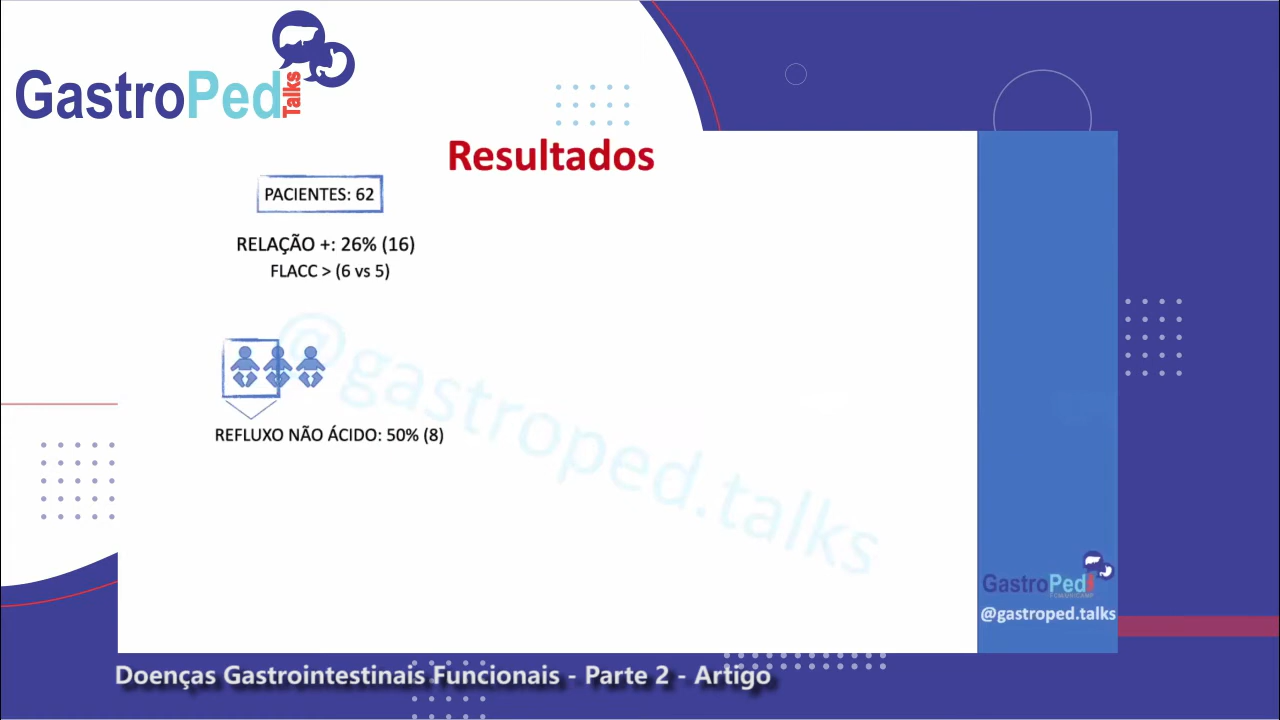 GastroPed Talks
Resultados
PACIENTES: 62
RELAÇÃO +: 26% (16)
FLACC > (6 vs 5)
@gastroped.talks
REFLUXO NÃO ÁCIDO: 50% (8)
GastroPed
@gastroped.talks
Doenças Gastrointestinais Funcionais - Parte 2 - Artigo